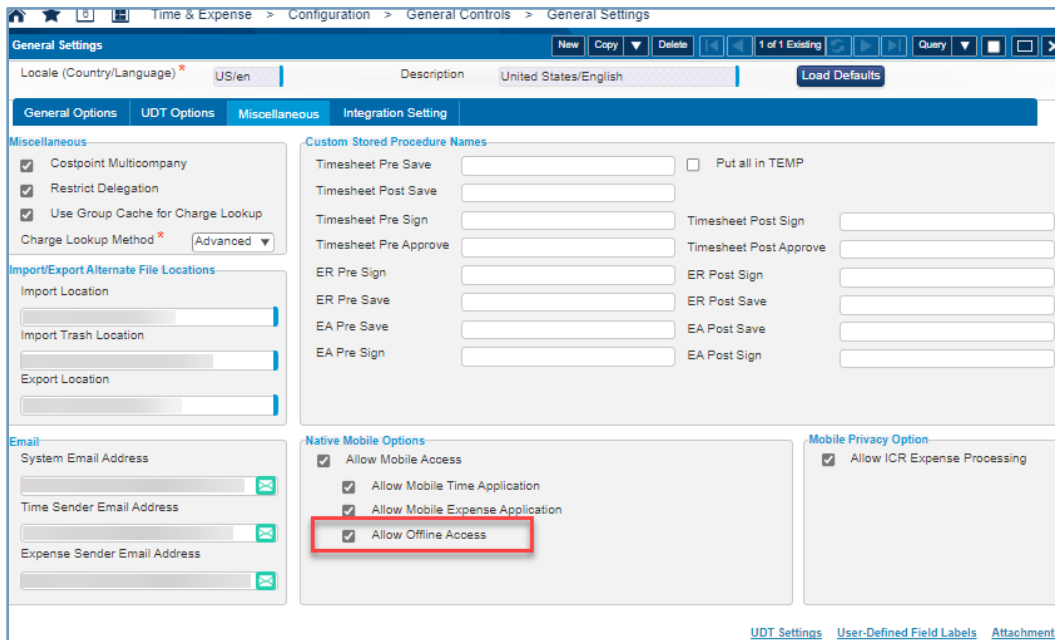 6 Time & Expense > Configuration > General Controls > General Settings
General Settings New Copy Delete 1 of 1 Existing Query
Locale (Country/Language) * US/en Description United States/English Load Defaults
General Options UDT Options Miscellaneous Integration Setting
Miscellaneous
Costpoint Multicompany
Restrict Delegation
Use Group Cache for Charge Lookup
Charge Lookup Method * Advanced
Import/Export Alternate File Locations
Import Location
Import Trash Location
Export Location
Custom Stored Procedure Names
Timesheet Pre Save Put all in TEMP
Timesheet Post Save
Timesheet Pre Sign Timesheet Post Sign
Timesheet Pre Approve Timesheet Post Approve
ER Pre Sign ER Post Sign
ER Pre Save ER Post Save
EA Pre Save EA Post Save
EA Pre Sign EA Post Sign
Email
System Email Address
Time Sender Email Address
Expense Sender Email Address
Native Mobile Options
Allow Mobile Access
Allow Mobile Time Application
Allow Mobile Expense Application
Allow Offline Access
Mobile Privacy Option
Allow ICR Expense Processing
UDT Settings User-Defined Field Labels Attachment